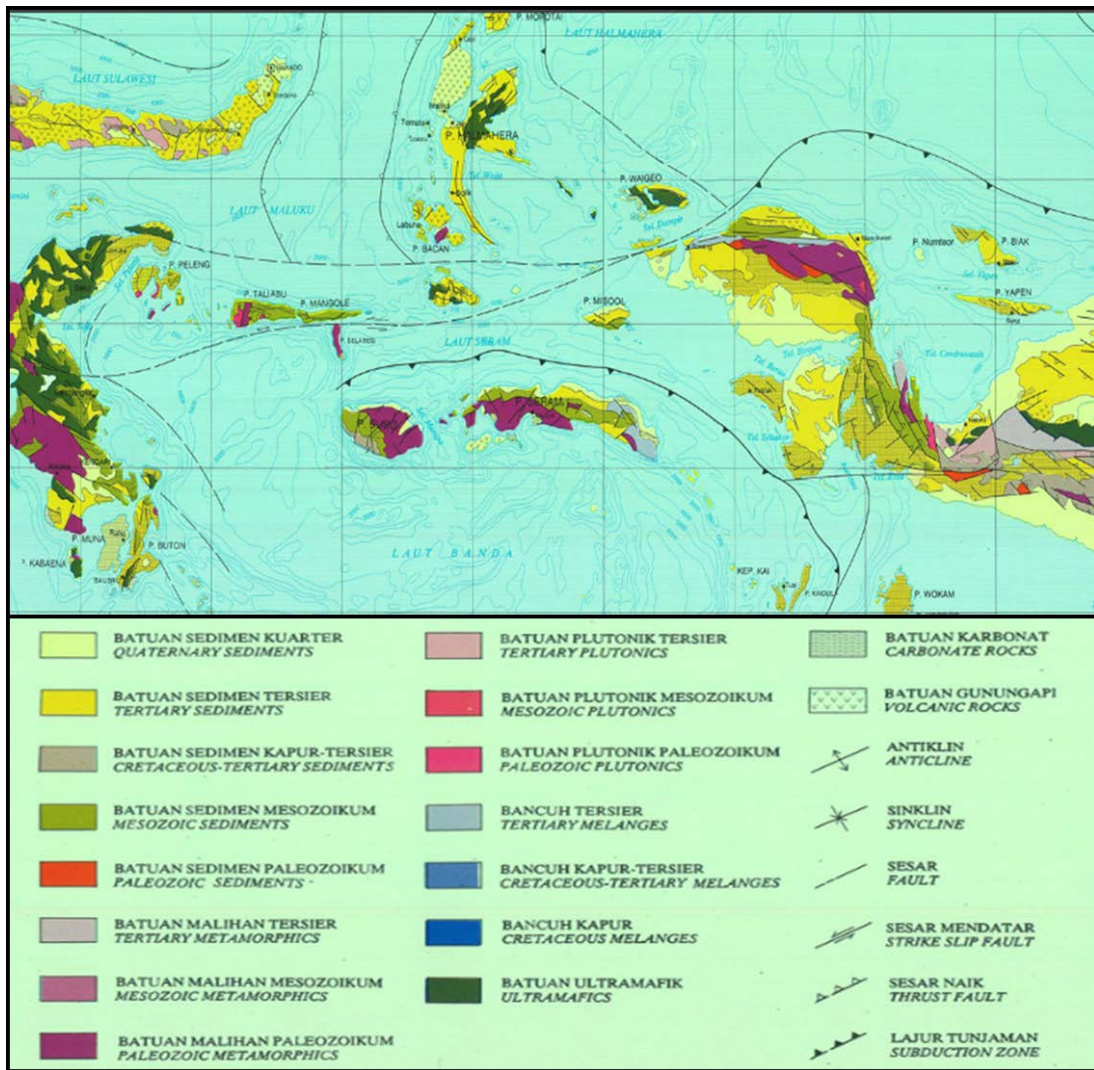 P. MOROTAI
LAUT HALMAHERA
LAUT SULAWESI
P. HALMAHERA
Ternate
P. WAIGEO
LAUT MALUKU
Labuha
P. BACAN
Manokwari
P. Numfoor
P. BIAK
P. PELENG
P. TALIABU
P. MANGOLE
P. MISOOL
P. YAPEN
LAUT SERAM
P. SERAM
P. BURU
P. MUNA
P. BUTON
P. KABAENA
LAUT BANDA
KEP. KAI
Tual
P. WOKAM
BATUAN SEDIMEN KUARTER
QUATERNARY SEDIMENTS
BATUAN SEDIMEN TERSIER
TERTIARY SEDIMENTS
BATUAN SEDIMEN KAPUR-TERSIER
CRETACEOUS-TERTIARY SEDIMENTS
BATUAN SEDIMEN MESOZOIKUM
MESOZOIC SEDIMENTS
BATUAN SEDIMEN PALEOZOIKUM
PALEOZOIC SEDIMENTS
BATUAN MALIHAN TERSIER
TERTIARY METAMORPHICS
BATUAN MALIHAN MESOZOIKUM
MESOZOIC METAMORPHICS
BATUAN MALIHAN PALEOZOIKUM
PALEOZOIC METAMORPHICS
BATUAN PLUTONIK TERSIER
TERTIARY PLUTONICS
BATUAN PLUTONIK MESOZOIKUM
MESOZOIC PLUTONICS
BATUAN PLUTONIK PALEOZOIKUM
PALEOZOIC PLUTONICS
BANCUH TERSIER
TERTIARY MELANGES
BANCUH KAPUR-TERSIER
CRETACEOUS-TERTIARY MELANGES
BANCUH KAPUR
CRETACEOUS MELANGES
BATUAN ULTRAMAFIK
ULTRAMAFICS
BATUAN KARBONAT
CARBONATE ROCKS
BATUAN GUNUNGAPI
VOLCANIC ROCKS
ANTIKLIN
ANTICLINE
SINKLIN
SYNCLINE
SESAR
FAULT
SESAR MENDATAR
STRIKE SLIP FAULT
SESAR NAIK
THRUST FAULT
LAJUR TUNJAMAN
SUBDUCTION ZONE